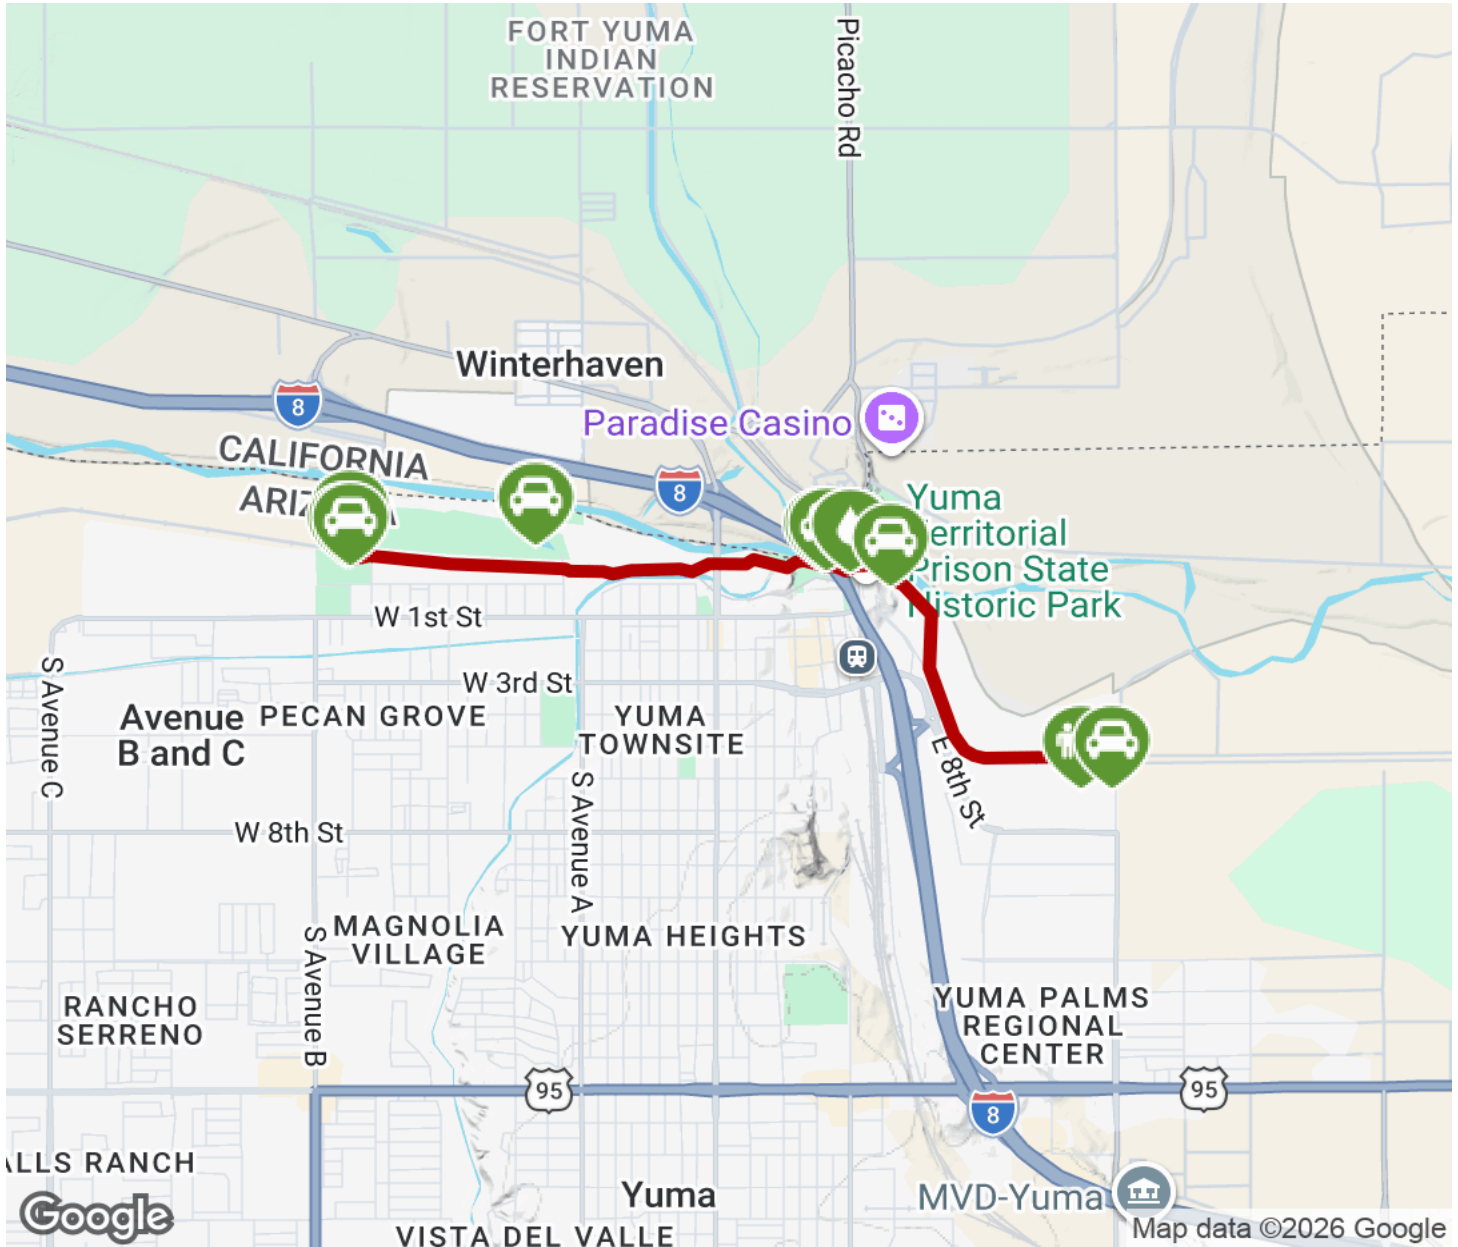 FORT YUMA
INDIAN
RESERVATION
Picacho Rd
Winterhaven
8
Paradise Casino
CALIFORNIA
8
Yuma
Territorial
Prison State
Historic Park
W 1st St
S Avenue C
W 3rd St
Avenue
B and C
PECAN GROVE
YUMA
TOWNSITE
E 8th St
S Avenue A
W 8th St
MAGNOLIA
VILLAGE
YUMA HEIGHTS
S Avenue B
RANCHO
SERRENO
YUMA PALMS
REGIONAL
CENTER
95
95
8
ALLS RANCH
Yuma
MVD-Yuma
Google
VISTA DEL VALLE
Map data ©2026 Google